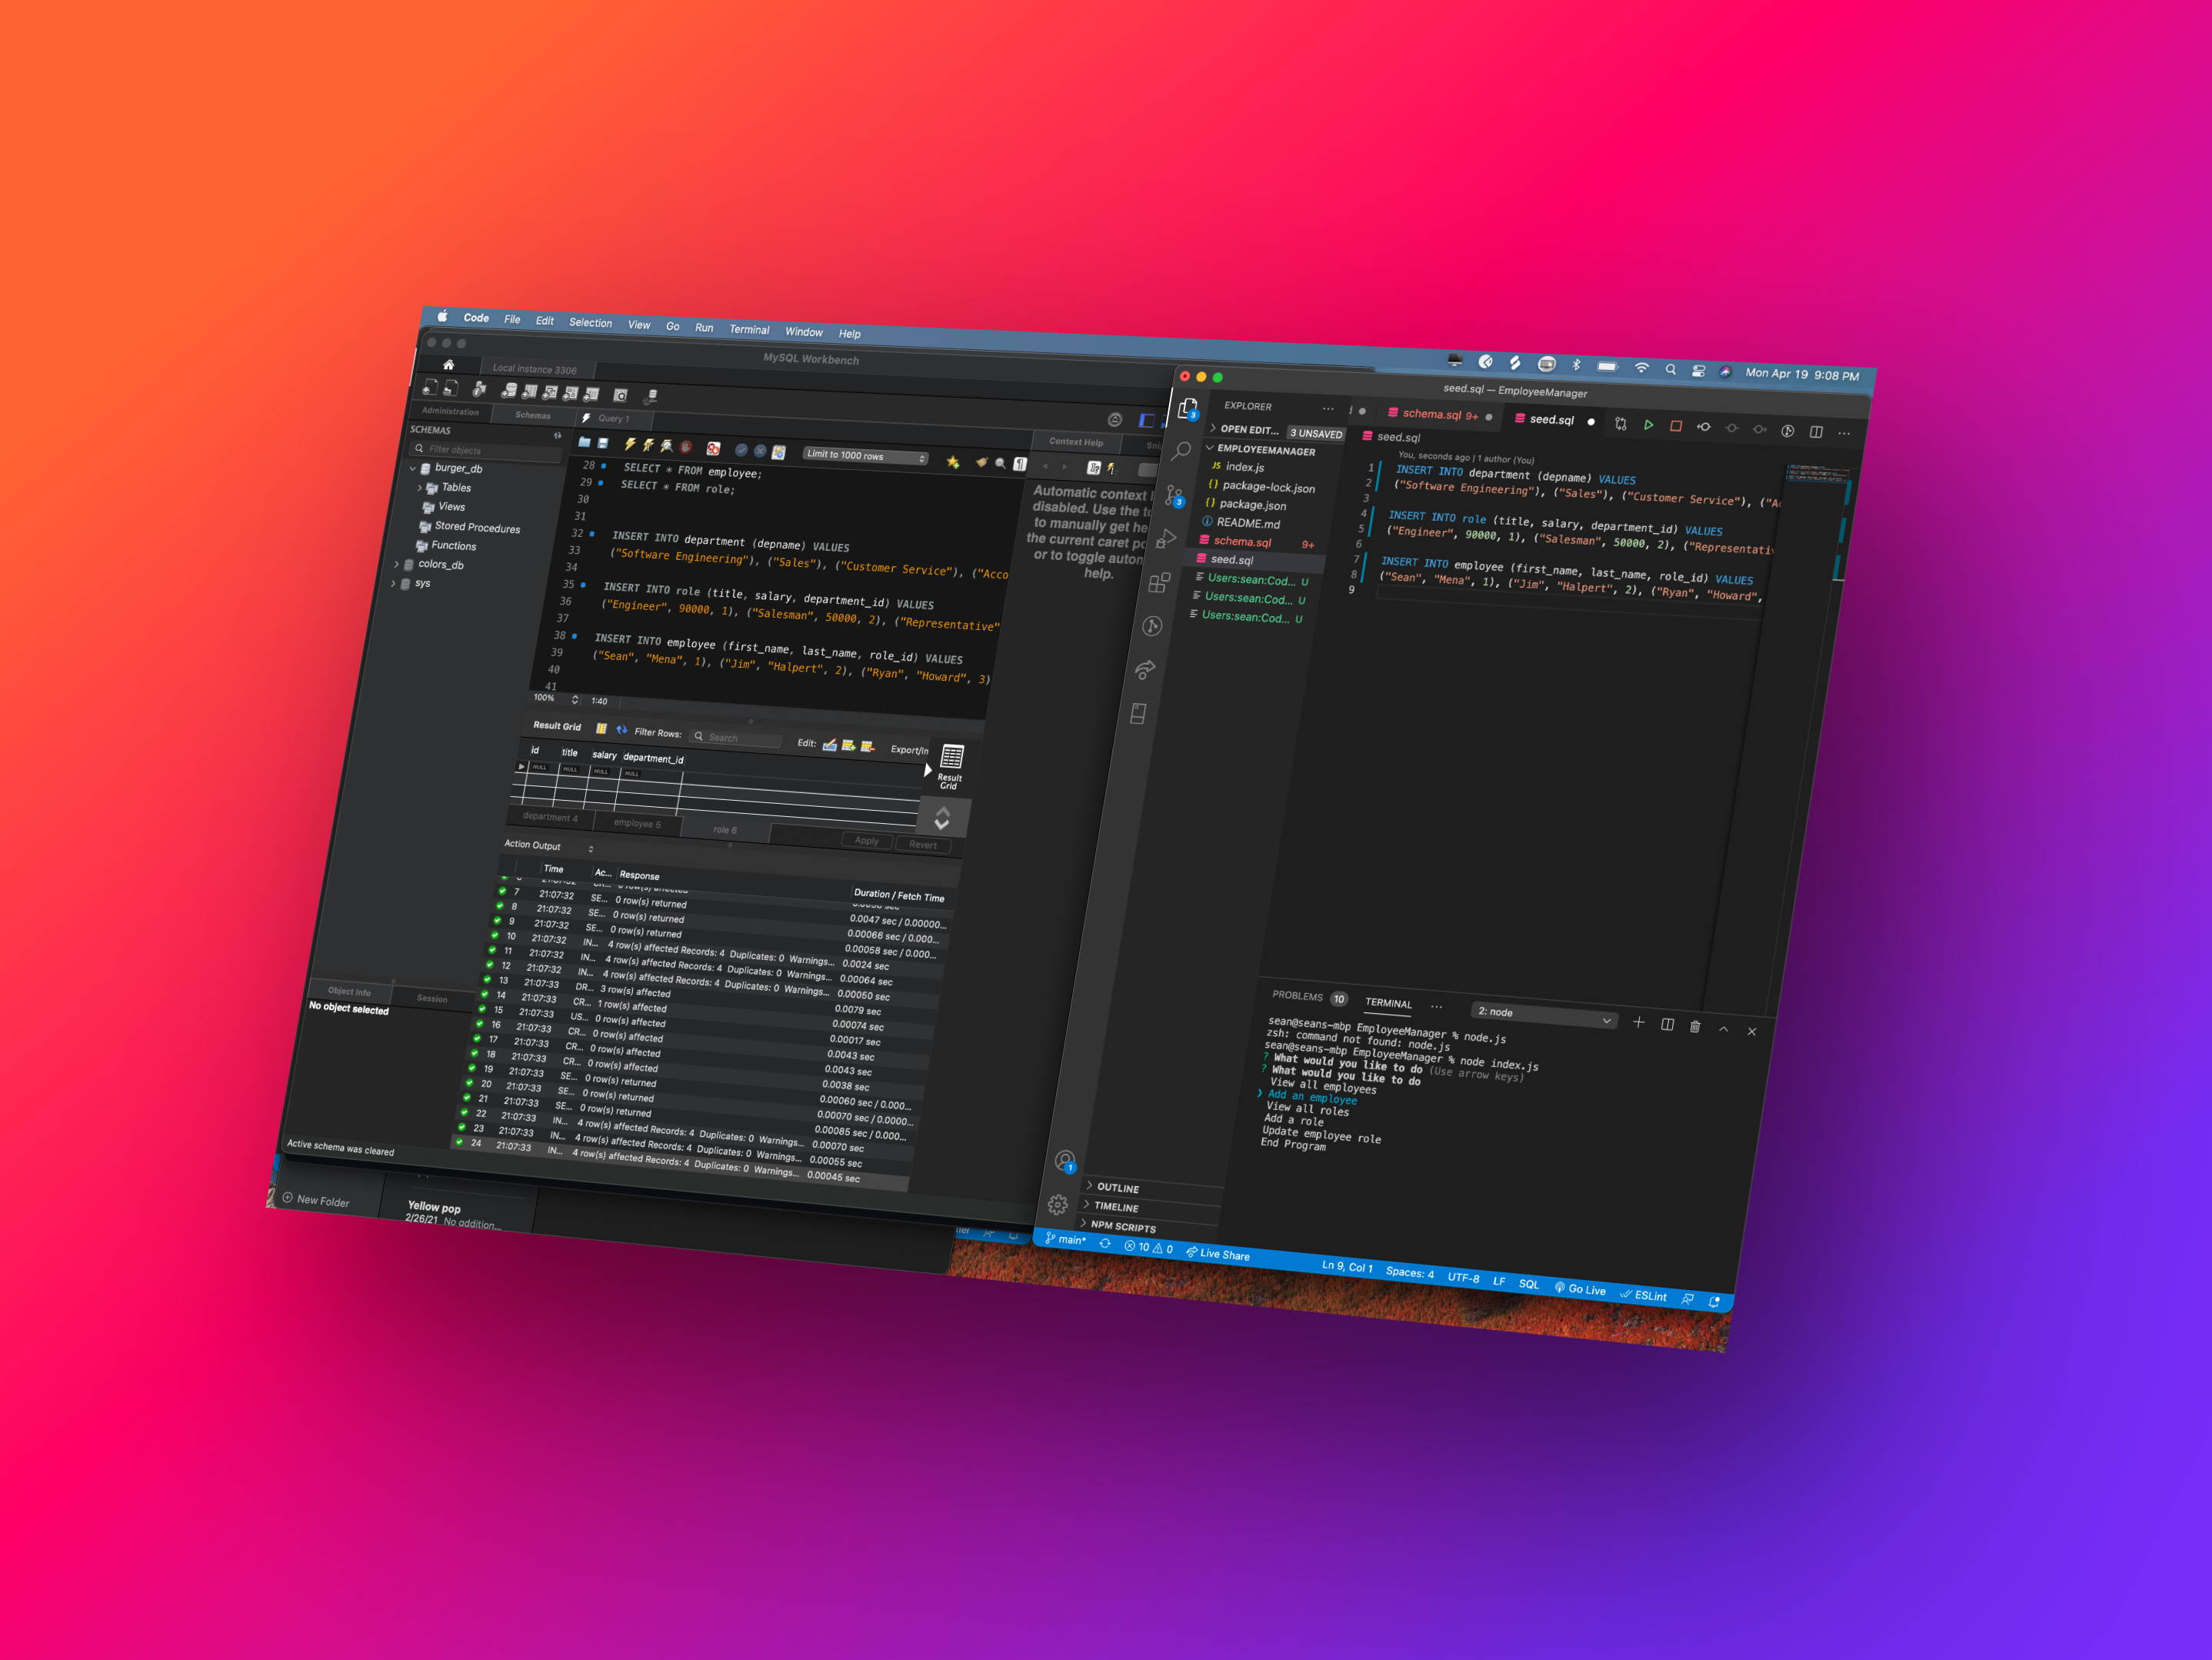 Code File Edit Selection View Go Run Terminal Window Help
Mon Apr 19 9:08 PM
MySQL Workbench
Local instance 3306
Administration Schemas
Query 1
SCHEMAS
Filter objects
burger_db
Tables
Views
Stored Procedures
Functions
colors_db
sys
Object Info Session
No object selected
Active schema was cleared
Limit to 1000 rows
28 SELECT * FROM employee;
29 SELECT * FROM role;
30
31
32 INSERT INTO department (depname) VALUES
33 ("Software Engineering"), ("Sales"), ("Customer Service"), ("Acco
34
35 INSERT INTO role (title, salary, department_id) VALUES
36 ("Engineer", 90000, 1), ("Salesman", 50000, 2), ("Representative"
37
38 INSERT INTO employee (first_name, last_name, role_id) VALUES
39 ("Sean", "Mena", 1), ("Jim", "Halpert", 2), ("Ryan", "Howard", 3)
40
41
100% 1:40
Context Help
Automatic context
disabled. Use the
to manually get
the current caret
or to toggle
help.
Result Grid Filter Rows: Search Edit: Export/Im
id title salary department_id
NULL NULL NULL NULL
Result
Grid
department 4 employee 5 role 6 Apply Revert
Action Output
Time Ac... Response Duration / Fetch Time
7 21:07:32 SE... 0 row(s) returned 0.0047 sec / 0.00000...
8 21:07:32 SE... 0 row(s) returned 0.00066 sec / 0.000...
9 21:07:32 SE... 0 row(s) returned 0.00058 sec / 0.000...
10 21:07:32 IN... 4 row(s) affected Records: 4 Duplicates: 0 Warnings... 0.0024 sec
11 21:07:32 IN... 4 row(s) affected Records: 4 Duplicates: 0 Warnings... 0.00064 sec
12 21:07:32 IN... 4 row(s) affected Records: 4 Duplicates: 0 Warnings... 0.00050 sec
13 21:07:33 DR... 3 row(s) affected 0.0079 sec
14 21:07:33 CR... 1 row(s) affected 0.00074 sec
15 21:07:33 US... 0 row(s) affected 0.00017 sec
16 21:07:33 CR... 0 row(s) affected 0.0043 sec
17 21:07:33 CR... 0 row(s) affected 0.0043 sec
18 21:07:33 CR... 0 row(s) affected 0.0038 sec
19 21:07:33 SE... 0 row(s) returned 0.00060 sec / 0.000...
20 21:07:33 SE... 0 row(s) returned 0.00070 sec / 0.0000...
21 21:07:33 SE... 0 row(s) returned 0.00085 sec / 0.000...
22 21:07:33 IN... 4 row(s) affected Records: 4 Duplicates: 0 Warnings... 0.00070 sec
23 21:07:33 IN... 4 row(s) affected Records: 4 Duplicates: 0 Warnings... 0.00055 sec
24 21:07:33 IN... 4 row(s) affected Records: 4 Duplicates: 0 Warnings... 0.00045 sec
New Folder
Yellow pop
2/26/21 No addition...
seed.sql — EmployeeManager
EXPLORER
OPEN EDIT... 3 UNSAVED
EMPLOYEEMANAGER
index.js
package-lock.json
package.json
README.md
schema.sql 9+
seed.sql
Users:sean:Cod... U
Users:sean:Cod... U
Users:sean:Cod... U
OUTLINE
TIMELINE
NPM SCRIPTS
schema.sql 9+ seed.sql
seed.sql
You, seconds ago | 1 author (You)
1 INSERT INTO department (depname) VALUES
2 ("Software Engineering"), ("Sales"), ("Customer Service"), ("Ac
3
4 INSERT INTO role (title, salary, department_id) VALUES
5 ("Engineer", 90000, 1), ("Salesman", 50000, 2), ("Representativ
6
7 INSERT INTO employee (first_name, last_name, role_id) VALUES
8 ("Sean", "Mena", 1), ("Jim", "Halpert", 2), ("Ryan", "Howard",
9
PROBLEMS 10 TERMINAL 2: node
sean@seans-mbp EmployeeManager % node.js
zsh: command not found: node.js
sean@seans-mbp EmployeeManager % node index.js
? What would you like to do (Use arrow keys)
? What would you like to do
View all employees
❯ Add an employee
View all roles
Add a role
Update employee role
End Program
main* 10 0 Live Share Ln 9, Col 1 Spaces: 4 UTF-8 LF SQL Go Live ESLint